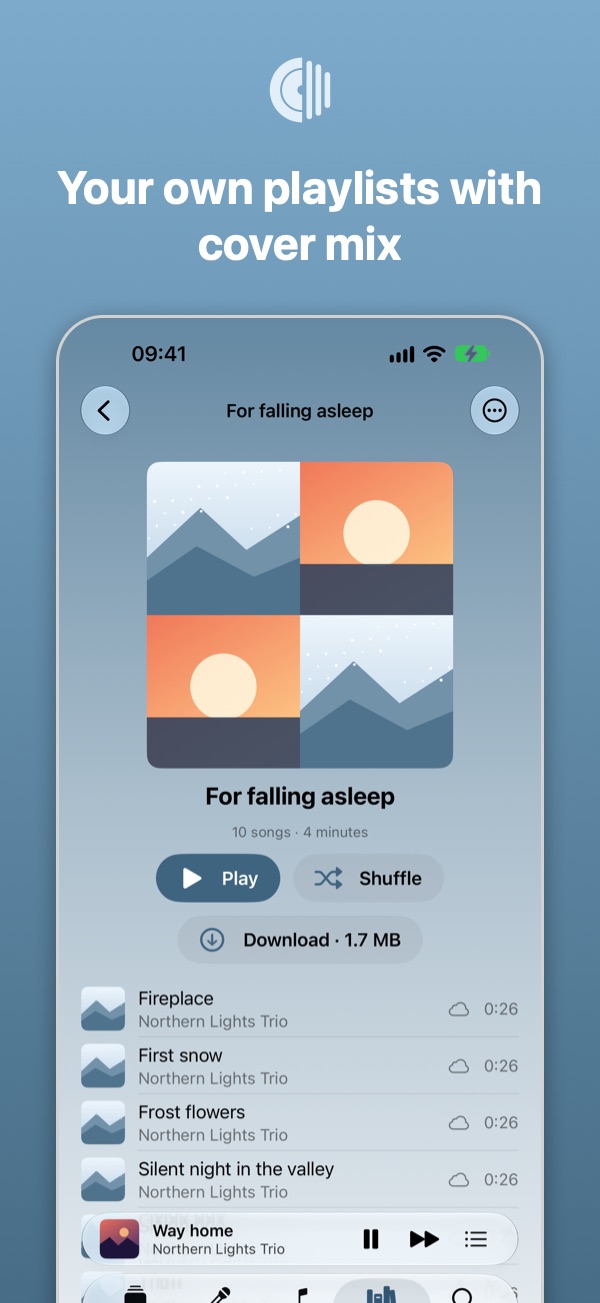 Your own playlists with
cover mix
09:41
For falling asleep
For falling asleep
10 songs · 4 minutes
Play
Shuffle
Download · 1.7 MB
Fireplace
Northern Lights Trio
0:26
First snow
Northern Lights Trio
0:26
Frost flowers
Northern Lights Trio
0:26
Silent night in the valley
Northern Lights Trio
0:26
Way home
Northern Lights Trio